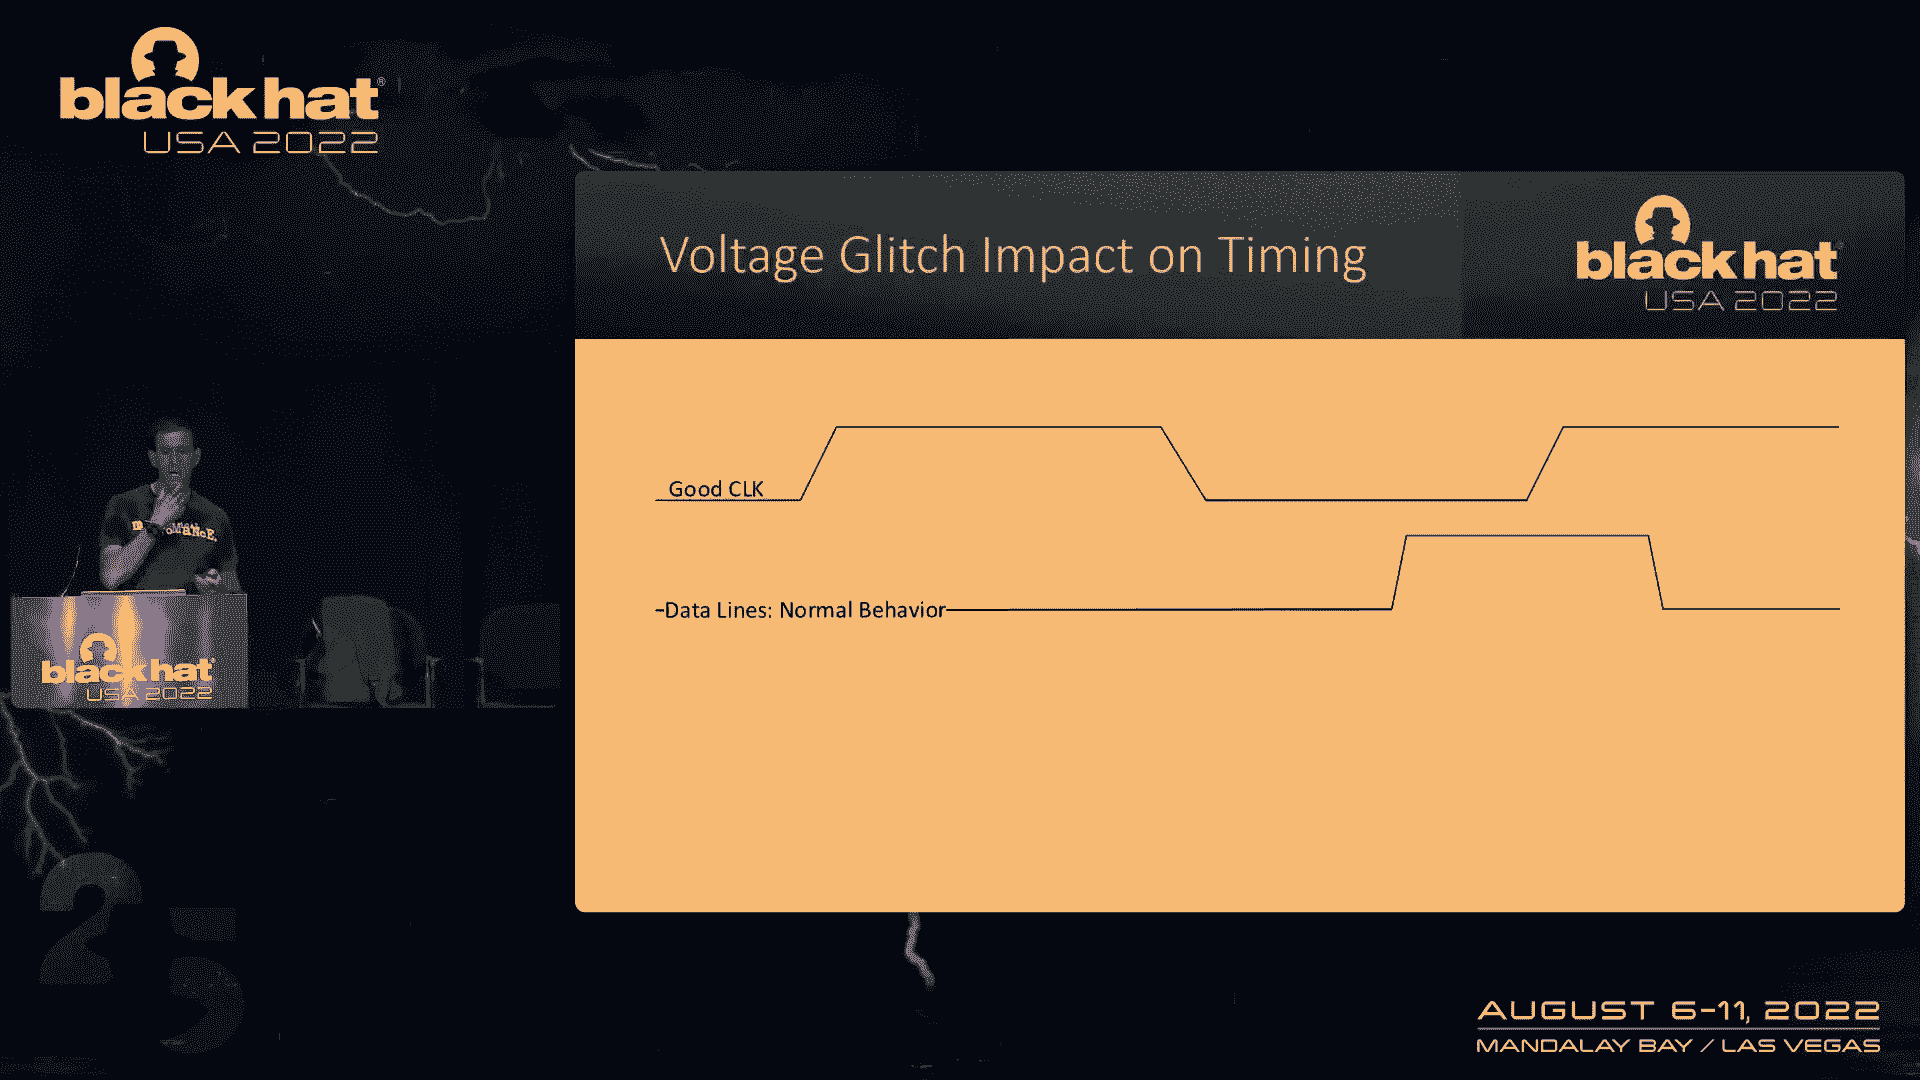 black hat®
USA 2022
Voltage Glitch Impact on Timing
black hat
USA 2022
Good CLK
Data Lines: Normal Behavior
black hat
USA 2022
25
AUGUST 6-11, 2022
MANDALAY BAY / LAS VEGAS